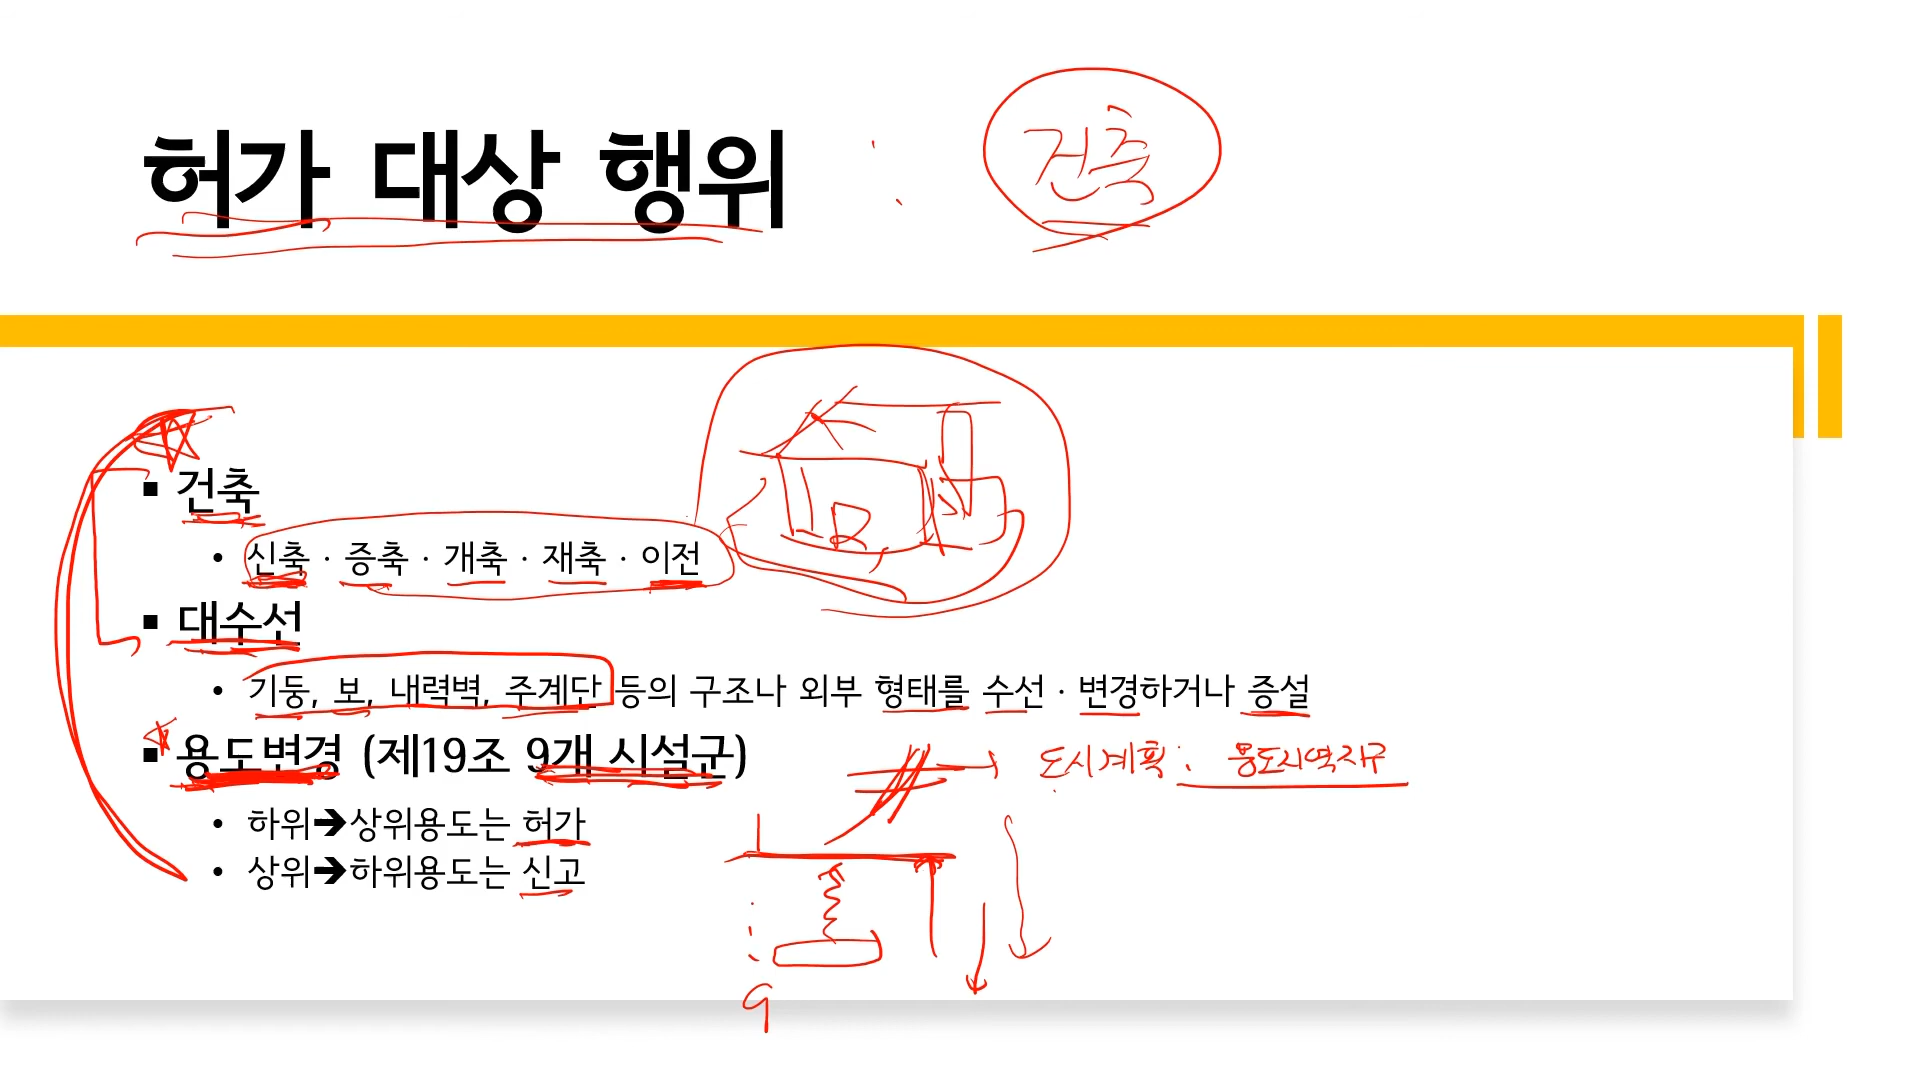 허가 대상 행위 : 건축
▪ 건축
• 신축 · 증축 · 개축 · 재축 · 이전
▪ 대수선
• 기둥, 보, 내력벽, 주계단 등의 구조나 외부 형태를 수선 · 변경하거나 증설
▪ 용도변경 (제19조 9개 시설군)
도시계획 : 용도지역지구
• 하위➔상위용도는 허가
• 상위➔하위용도는 신고
1
9